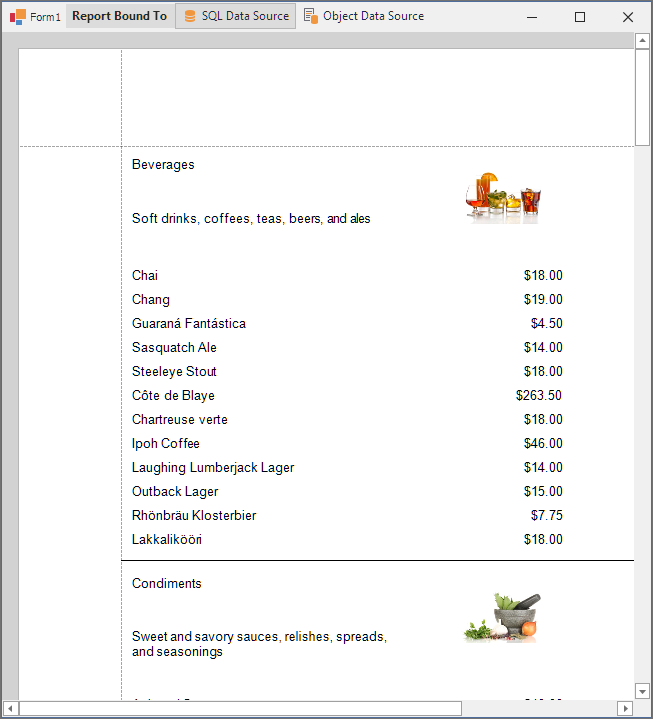 Form1 Report Bound To SQL Data Source Object Data Source
Beverages
Soft drinks, coffees, teas, beers, and ales
Chai $18.00
Chang $19.00
Guaraná Fantástica $4.50
Sasquatch Ale $14.00
Steeleye Stout $18.00
Côte de Blaye $263.50
Chartreuse verte $18.00
Ipoh Coffee $46.00
Laughing Lumberjack Lager $14.00
Outback Lager $15.00
Rhönbräu Klosterbier $7.75
Lakkalikööri $18.00
Condiments
Sweet and savory sauces, relishes, spreads,
and seasonings